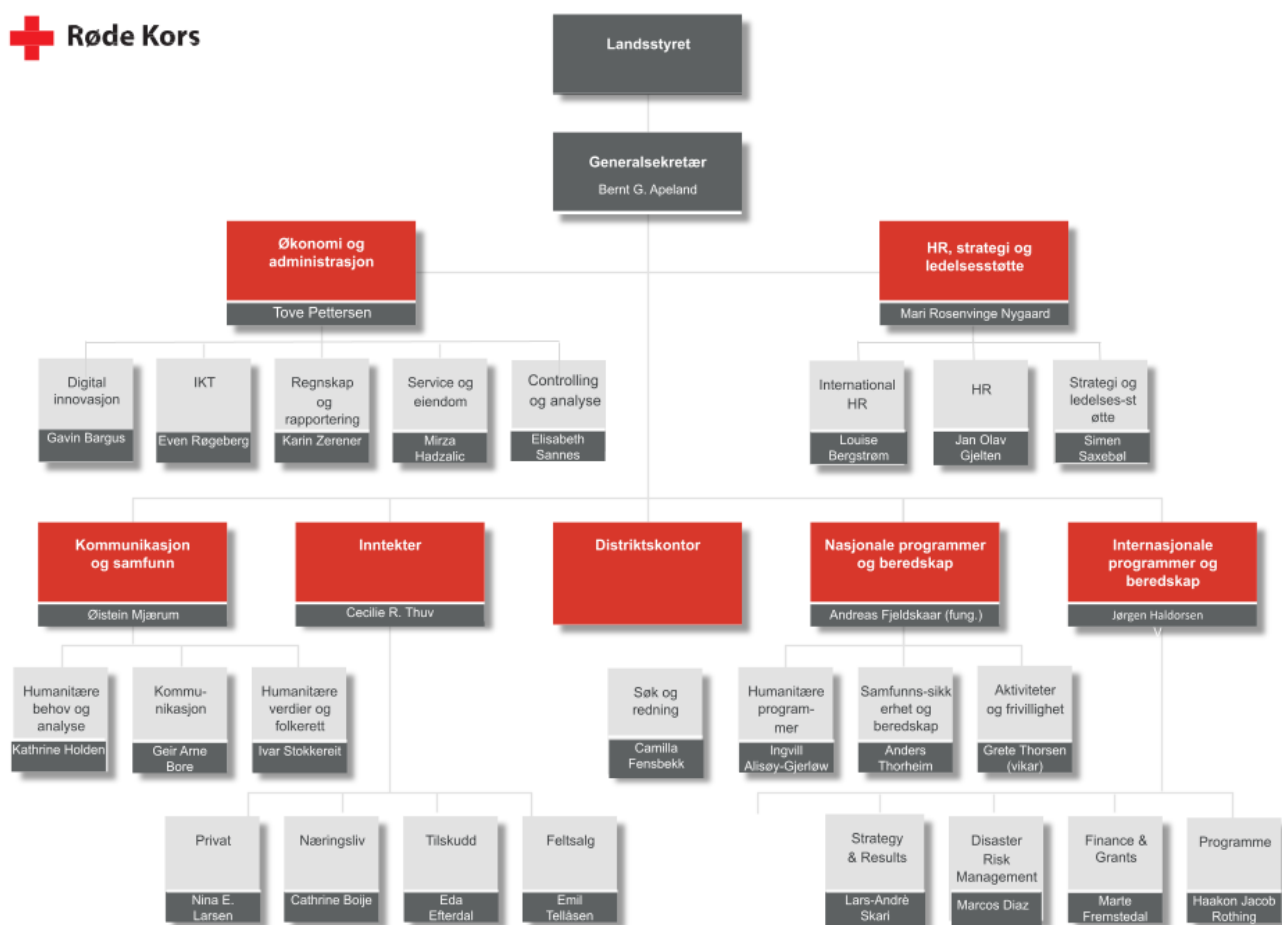 Røde Kors
Landsstyret
Generalsekretær
Bernt G. Apeland
Økonomi og
administrasjon
Tove Pettersen
HR, strategi og
ledelsesstøtte
Mari Rosenvinge Nygaard
Digital
innovasjon
Gavin Bargus
IKT
Even Røgeberg
Regnskap
og
rapportering
Karin Zerener
Service og
eiendom
Mirza
Hadzalic
Controlling
og analyse
Elisabeth
Sannes
International
HR
Louise
Bergstrøm
HR
Jan Olav
Gjelten
Strategi og
ledelses-st
øtte
Simen
Saxebøl
Kommunikasjon
og samfunn
Øistein Mjærum
Inntekter
Cecilie R. Thuv
Distriktskontor
Nasjonale programmer
og beredskap
Andreas Fjeldskaar (fung.)
Internasjonale
programmer og
beredskap
Jørgen Haldorsen
V
Humanitære
behov og
analyse
Kathrine Holden
Kommu-
nikasjon
Geir Arne
Bore
Humanitære
verdier og
folkerett
Ivar Stokkereit
Søk og
redning
Camilla
Fensbekk
Humanitære
program-
mer
Ingvill
Alisøy-Gjerløw
Samfunns-sikk
erhet og
beredskap
Anders
Thorheim
Aktiviteter
og frivillighet
Grete Thorsen
(vikar)
Privat
Nina E.
Larsen
Næringsliv
Cathrine Boije
Tilskudd
Eda
Efterdal
Feltsalg
Emil
Tellåsen
Strategy
& Results
Lars-Andrè
Skari
Disaster
Risk
Management
Marcos Diaz
Finance &
Grants
Marte
Fremstedal
Programme
Haakon Jacob
Rothing